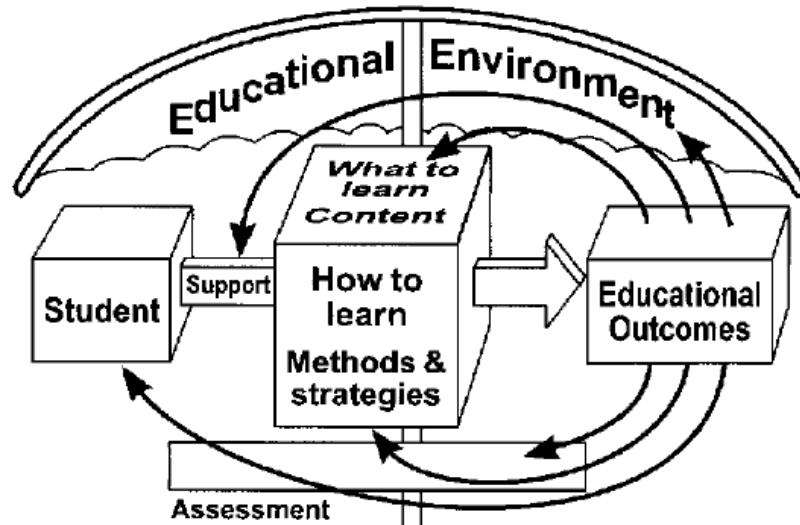 Educational Environment
What to
learn
Content
Student
Support
How to
learn
Methods &
strategies
Educational
Outcomes
Assessment